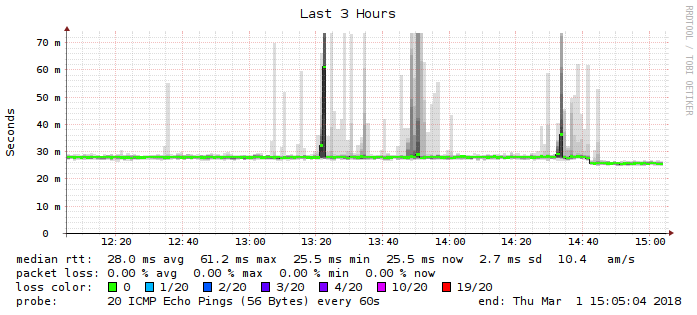 Last 3 Hours
RRDTOOL / TOBI OETIKER
Seconds
70 m
60 m
50 m
40 m
30 m
20 m
10 m
0
12:20 12:40 13:00 13:20 13:40 14:00 14:20 14:40 15:00
median rtt: 28.0 ms avg 61.2 ms max 25.5 ms min 25.5 ms now 2.7 ms sd 10.4 am/s
packet loss: 0.00 % avg 0.00 % max 0.00 % min 0.00 % now
loss color: 0 1/20 2/20 3/20 4/20 10/20 19/20
probe: 20 ICMP Echo Pings (56 Bytes) every 60s end: Thu Mar 1 15:05:04 2018